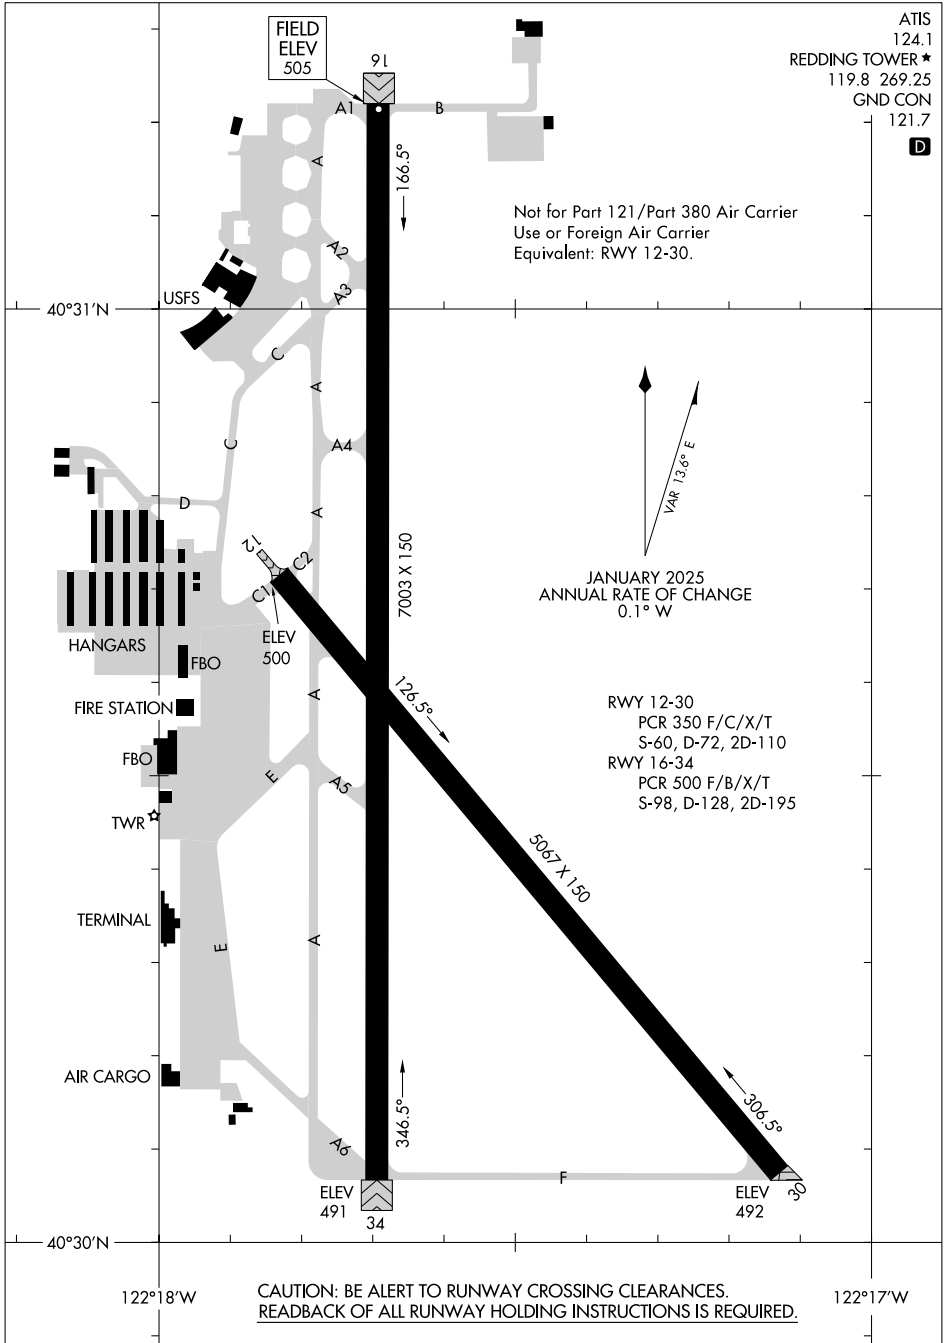 ATIS
124.1
REDDING TOWER ★
119.8 269.25
GND CON
121.7
D
FIELD
ELEV
505
16
A1
B
A
166.5°
Not for Part 121/Part 380 Air Carrier
Use or Foreign Air Carrier
Equivalent: RWY 12-30.
A2
A3
USFS
40°31'N
C
A
C
A4
VAR 13.6° E
D
A
12
C2
C1
7003 X 150
JANUARY 2025
ANNUAL RATE OF CHANGE
0.1° W
ELEV
500
HANGARS
FBO
A
126.5°
FIRE STATION
RWY 12-30
PCR 350 F/C/X/T
S-60, D-72, 2D-110
RWY 16-34
PCR 500 F/B/X/T
S-98, D-128, 2D-195
FBO
E
A5
TWR
5067 X 150
TERMINAL
E
A
AIR CARGO
346.5°
306.5°
A6
F
ELEV
491
34
ELEV
492
30
40°30'N
122°18'W
122°17'W
CAUTION: BE ALERT TO RUNWAY CROSSING CLEARANCES.
READBACK OF ALL RUNWAY HOLDING INSTRUCTIONS IS REQUIRED.